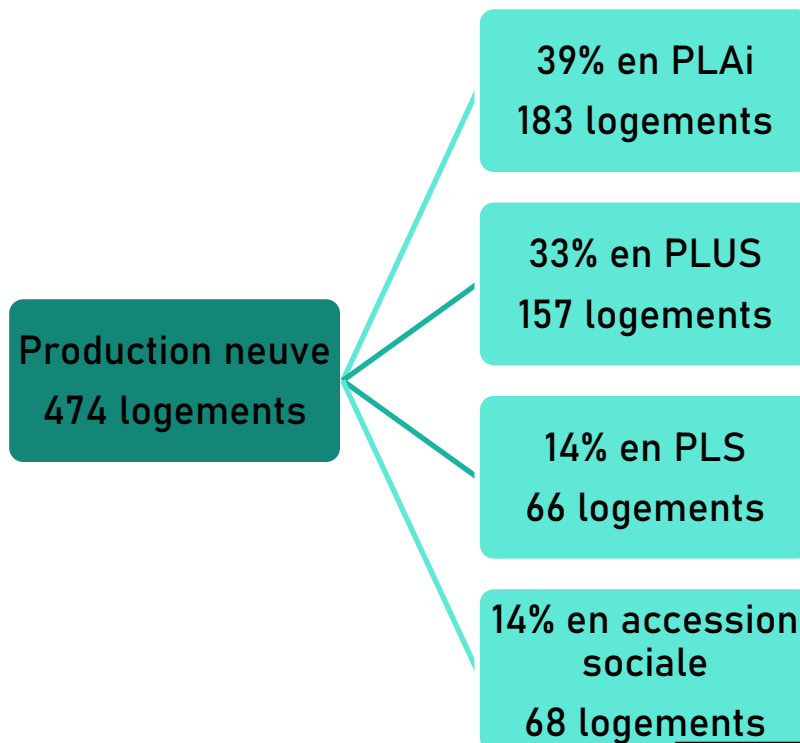 Production neuve
474 logements
39% en PLAi
183 logements
33% en PLUS
157 logements
14% en PLS
66 logements
14% en accession
sociale
68 logements